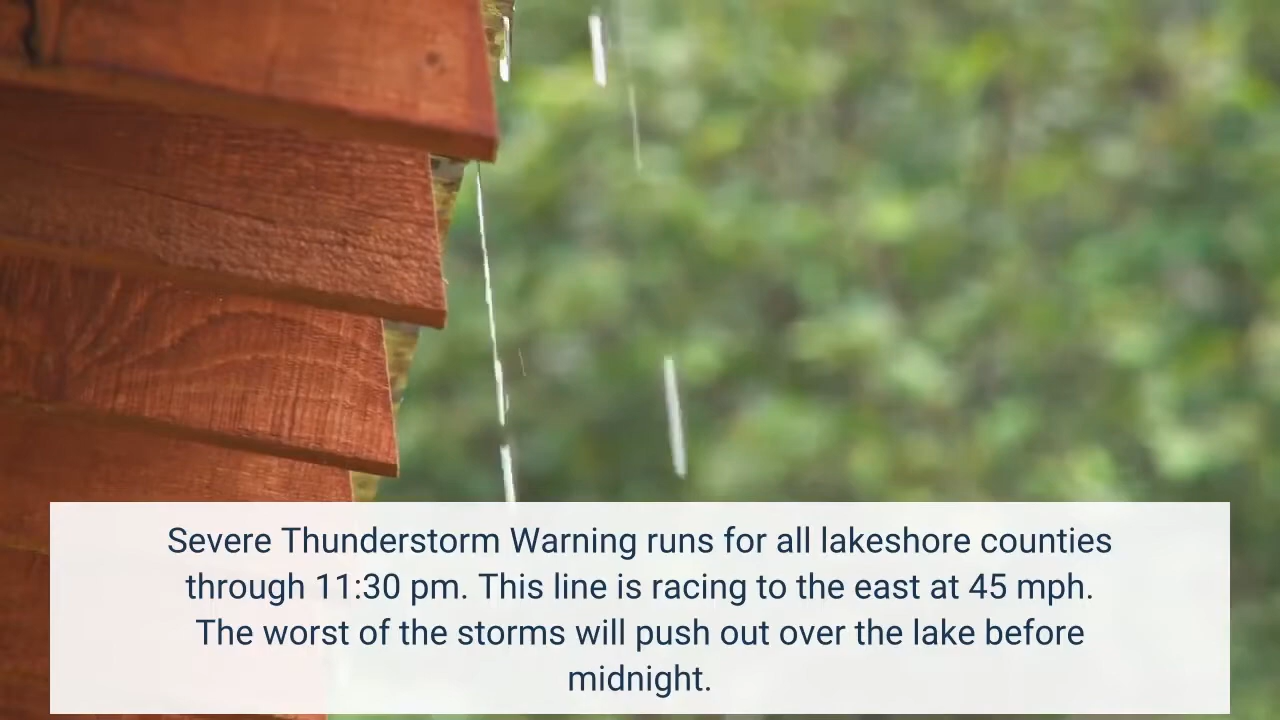 Severe Thunderstorm Warning runs for all lakeshore counties
through 11:30 pm. This line is racing to the east at 45 mph.
The worst of the storms will push out over the lake before
midnight.